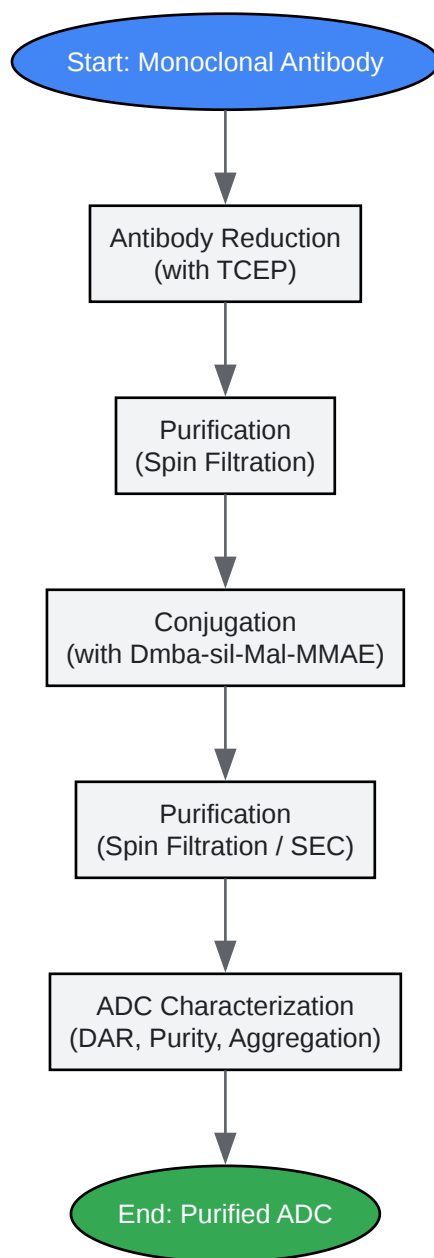 Start: Monoclonal Antibody
Antibody Reduction
(with TCEP)
Purification
(Spin Filtration)
Conjugation
(with Dmba-sil-Mal-MMAE)
Purification
(Spin Filtration / SEC)
ADC Characterization
(DAR, Purity, Aggregation)
End: Purified ADC